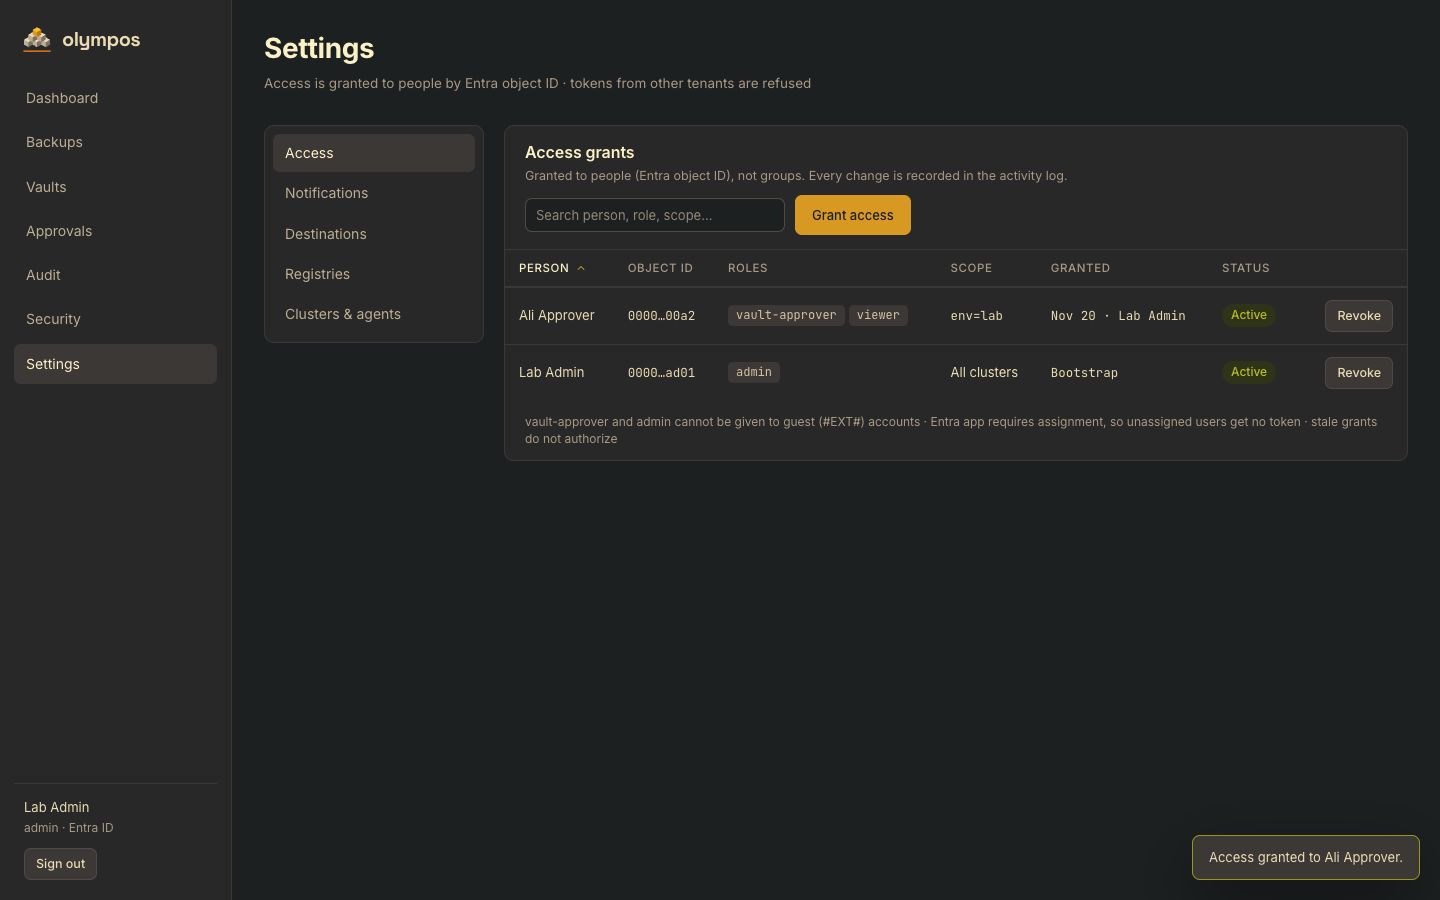 olympos
Dashboard
Backups
Vaults
Approvals
Audit
Security
Settings
Lab Admin
admin · Entra ID
Sign out
Settings
Access is granted to people by Entra object ID · tokens from other tenants are refused
Access
Notifications
Destinations
Registries
Clusters & agents
Access grants
Granted to people (Entra object ID), not groups. Every change is recorded in the activity log.
Search person, role, scope... Grant access
PERSON OBJECT ID ROLES SCOPE GRANTED STATUS
Ali Approver 0000…00a2 vault-approver viewer env=lab Nov 20 · Lab Admin Active Revoke
Lab Admin 0000…ad01 admin All clusters Bootstrap Active Revoke
vault-approver and admin cannot be given to guest (#EXT#) accounts · Entra app requires assignment, so unassigned users get no token · stale grants
do not authorize
Access granted to Ali Approver.